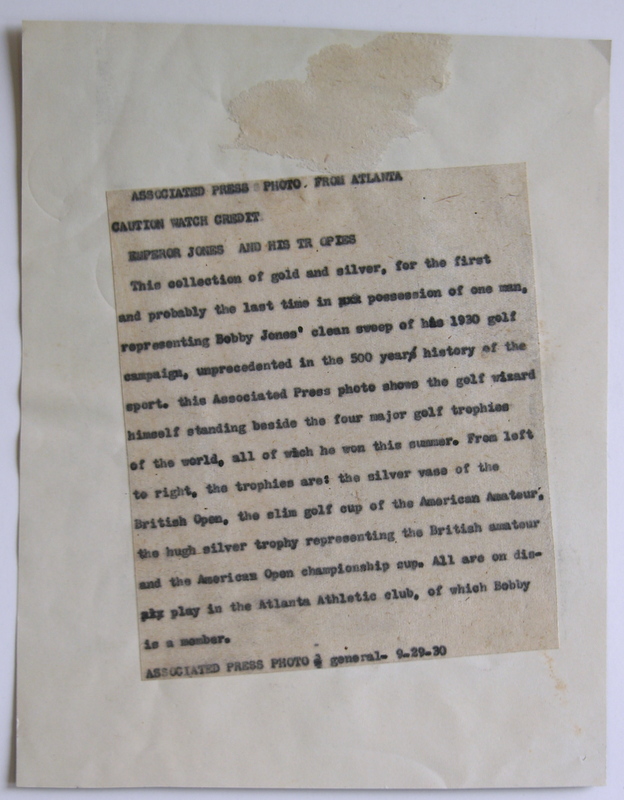 ASSOCIATED PRESS PHOTO. FROM ATLANTA
CAUTION WATCH CREDIT
EMPEROR JONES AND HIS TR OPIES
This collection of gold and silver, for the first
and probably the last time in xxx possession of one man,
representing Bobby Jones' clean sweep of his 1930 golf
campaign, unprecedented in the 500 years history of the
sport. this Associated Press photo shows the golf wizard
himself standing beside the four major golf trophies
of the world, all of wich he won this summer. From left
to right, the trophies are: the silver vase of the
British Open, the slim golf cup of the American Amateur,
the hugh silver trophy representing the British amateur
and the American Open championship cup. All are on dis-
play in the Atlanta Athletic club, of which Bobby
is a member.
ASSOCIATED PRESS PHOTO general- 9-29-30